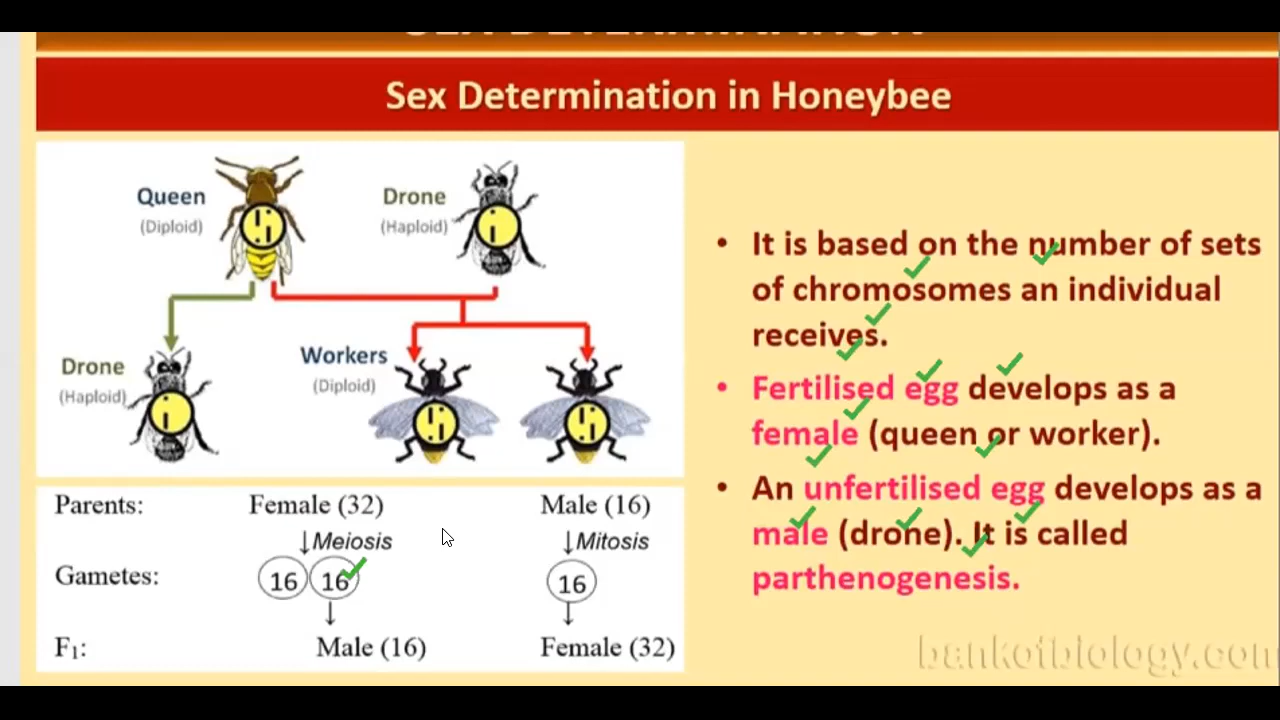 SEX DETERMINATION
Sex Determination in Honeybee
Queen
(Diploid)
Drone
(Haploid)
Drone
(Haploid)
Workers
(Diploid)
• It is based on the number of sets
of chromosomes an individual
receives.
• Fertilised egg develops as a
female (queen or worker).
• An unfertilised egg develops as a
male (drone). It is called
parthenogenesis.
Parents: Female (32) Male (16)
↓Meiosis ↓Mitosis
Gametes: 16 16 16
F₁: Male (16) Female (32)
bankofbiology.com